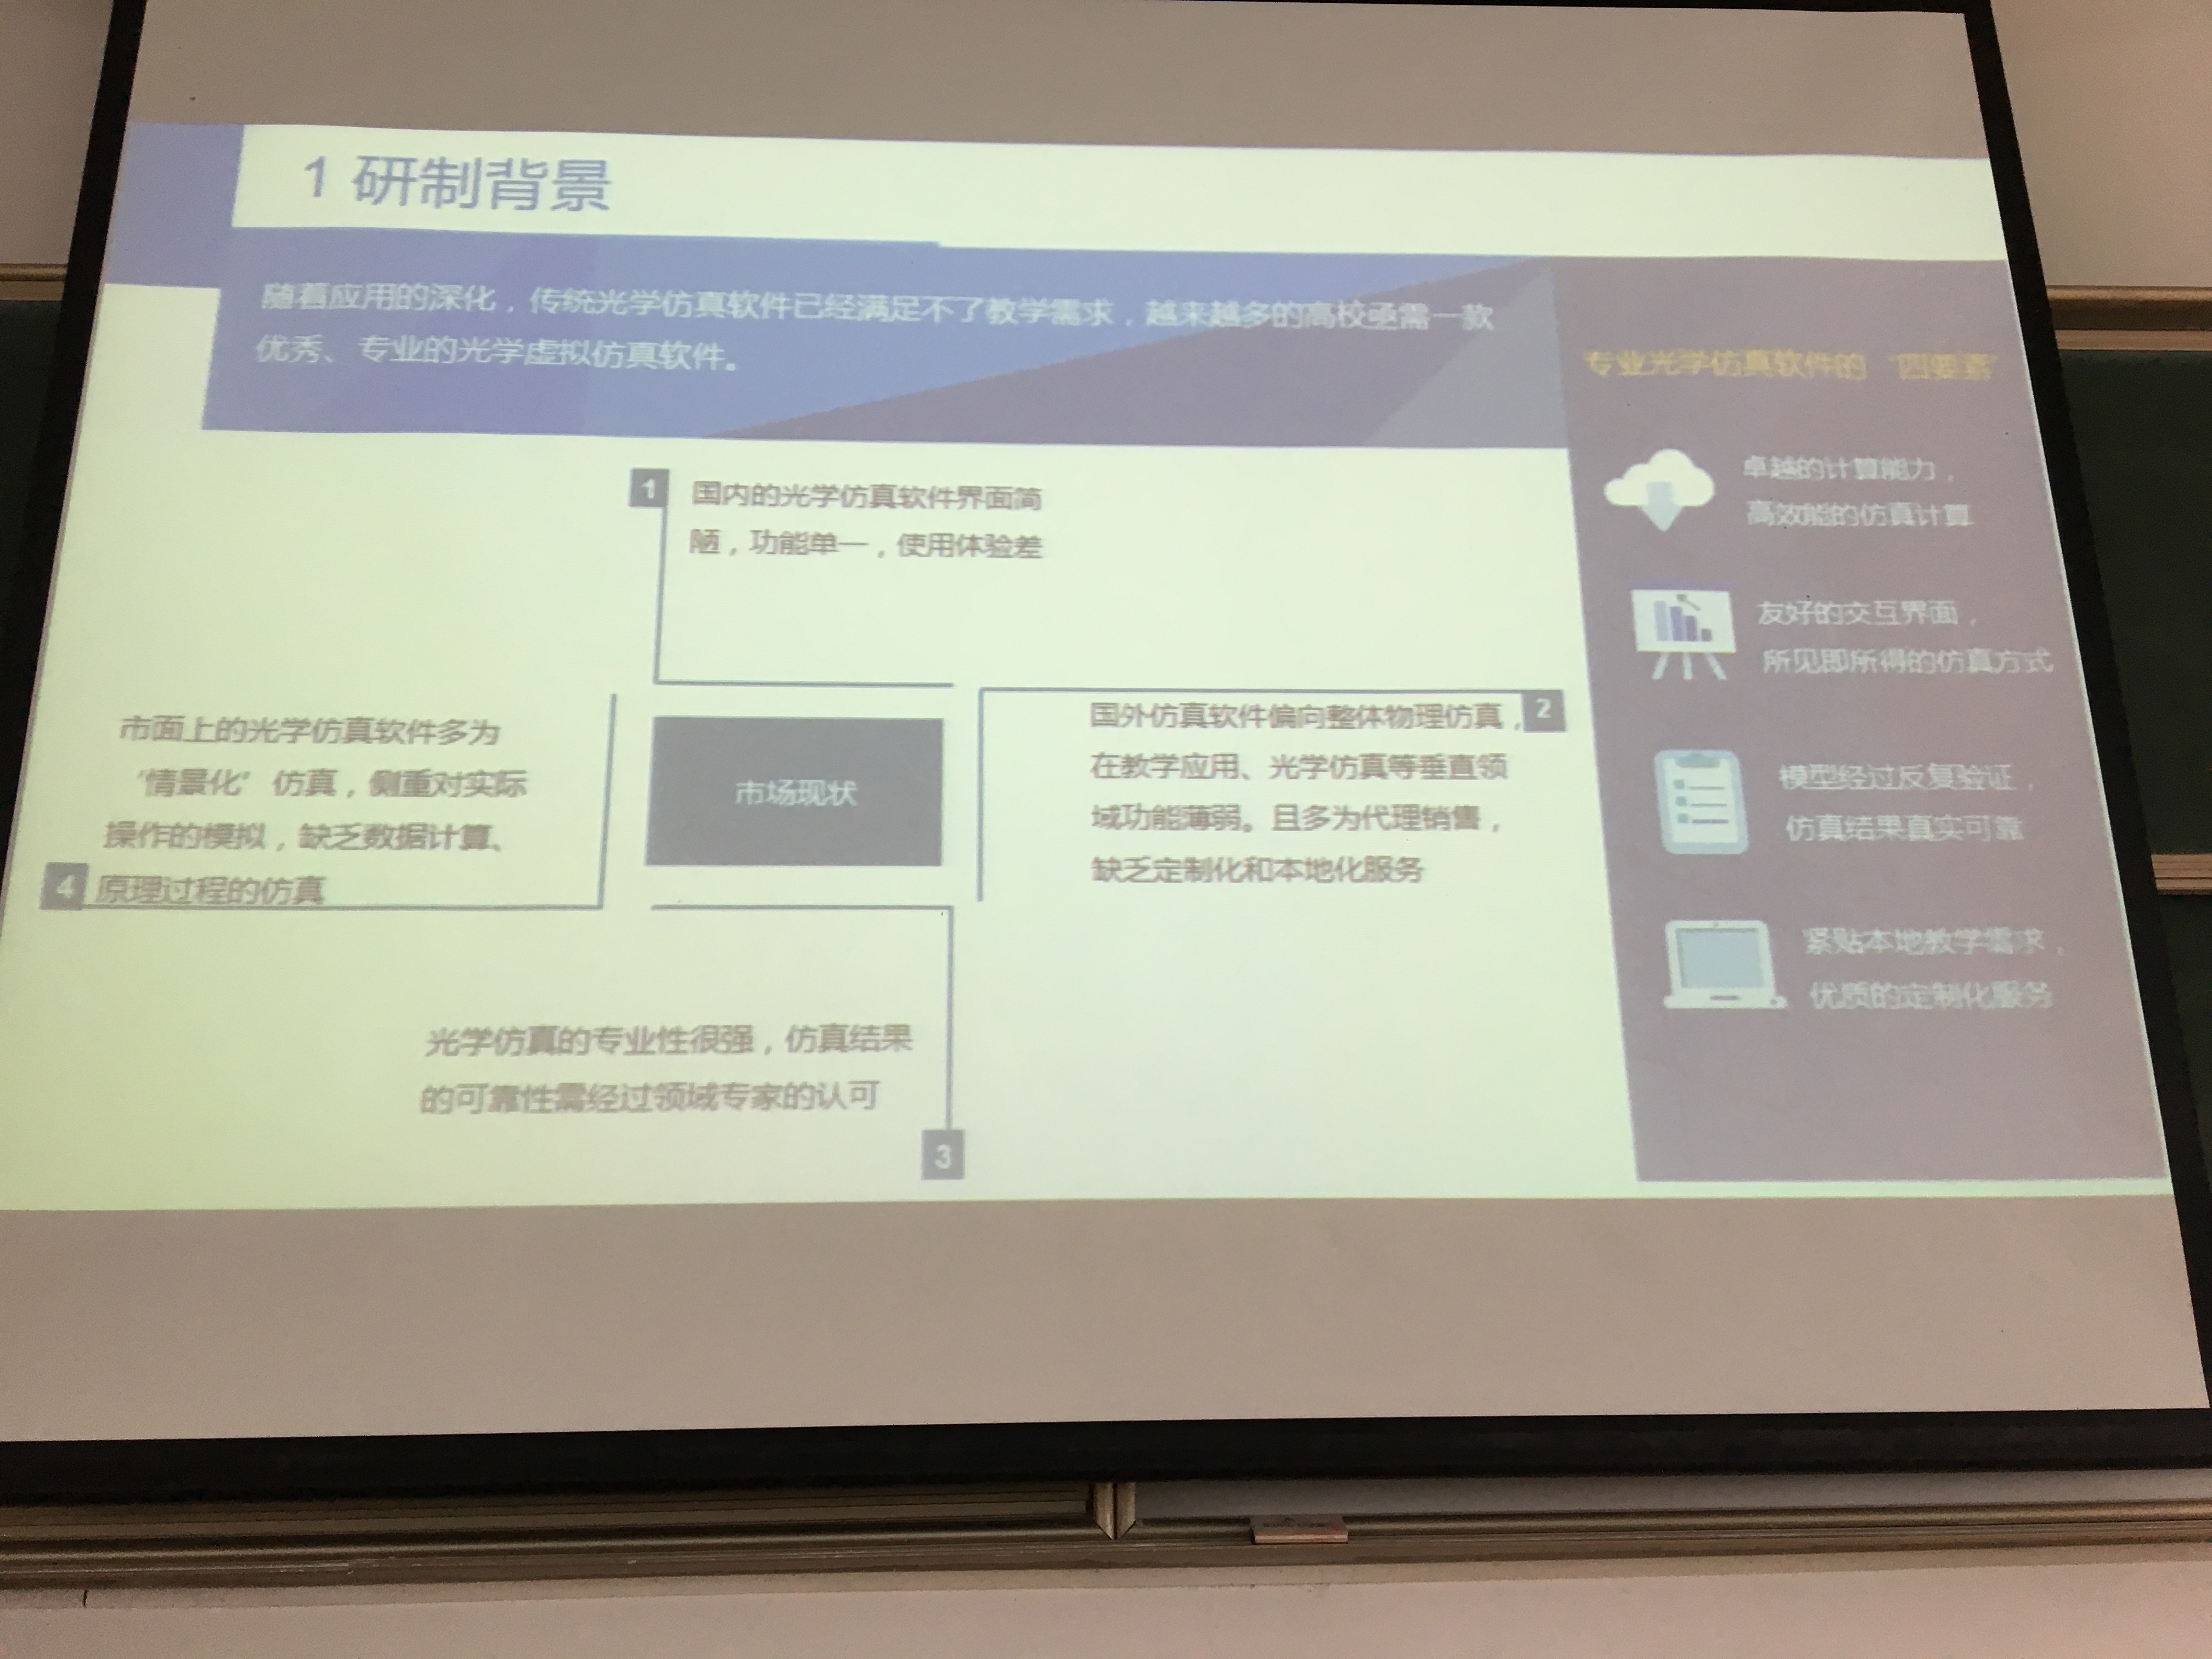 1 研制背景
随着应用的深化，传统光学仿真软件已经满足不了教学需求，越来越多的高校亟需一款
优秀、专业的光学虚拟仿真软件。
1
国内的光学仿真软件界面简
陋，功能单一，使用体验差
2
国外仿真软件偏向整体物理仿真，
在教学应用、光学仿真等垂直领
域功能薄弱。且多为代理销售，
缺乏定制化和本地化服务
市场现状
市面上的光学仿真软件多为
“情景化”仿真，侧重对实际
操作的模拟，缺乏数据计算、
4 原理过程的仿真
光学仿真的专业性很强，仿真结果
的可靠性需经过领域专家的认可
3
专业光学仿真软件的“四要素”
卓越的计算能力，
高效能的仿真计算
友好的交互界面，
所见即所得的仿真方式
模型经过反复验证，
仿真结果真实可靠
紧贴本地教学需求，
优质的定制化服务